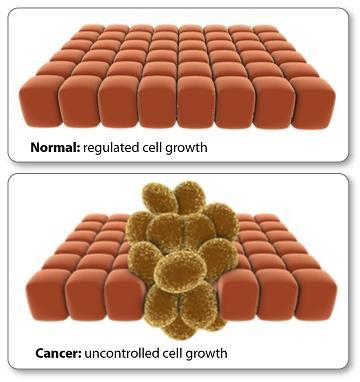 Normal: regulated cell growth
Cancer: uncontrolled cell growth